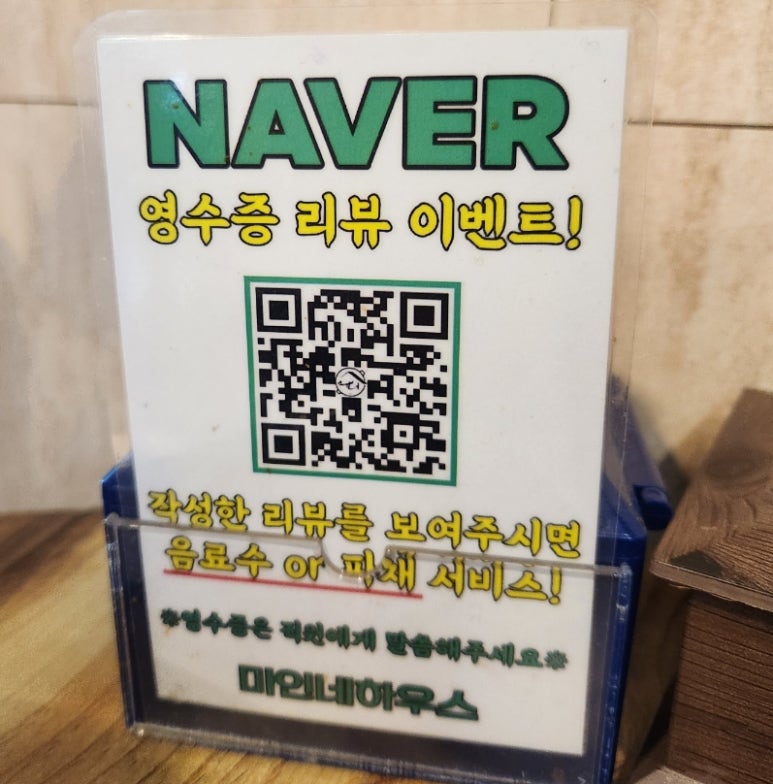 NAVER
영수증 리뷰 이벤트!
작성한 리뷰를 보여주시면
음료수 or 파채 서비스!
*영수증은 직원에게 말씀해주세요*
마인네하우스